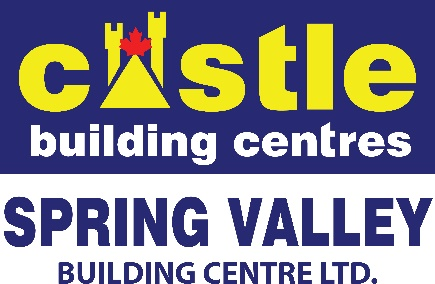 castle
building centres
SPRING VALLEY
BUILDING CENTRE LTD.